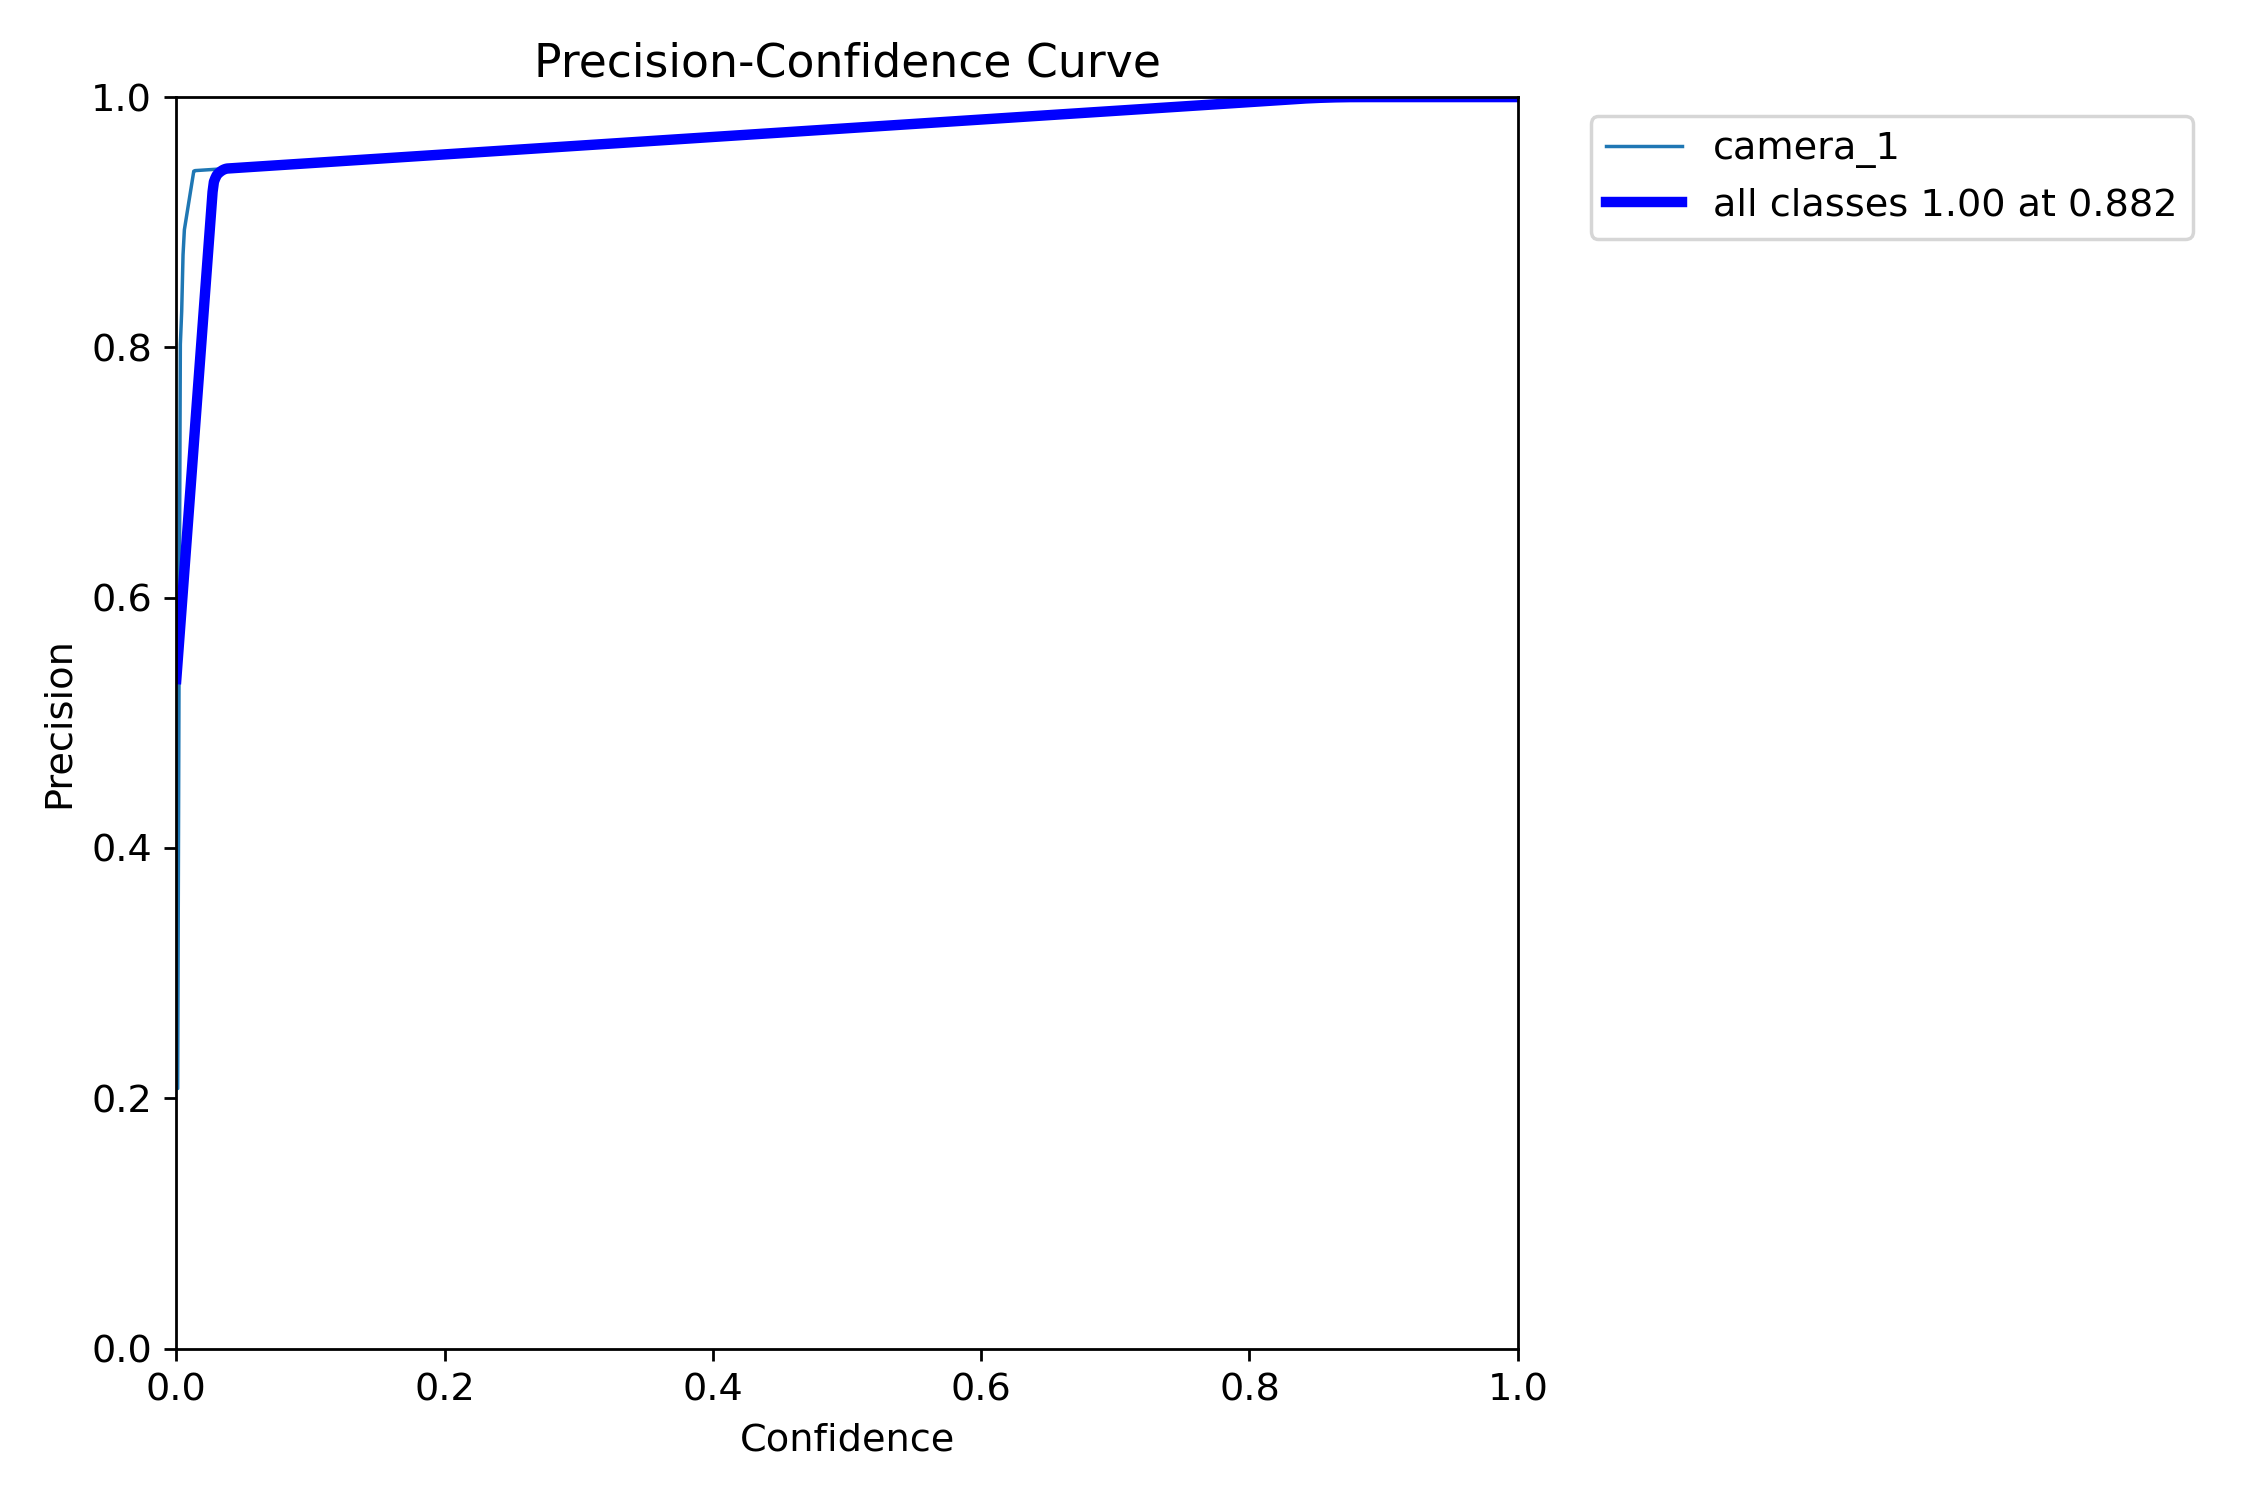 Precision-Confidence Curve
camera_1
all classes 1.00 at 0.882
Precision
1.0
0.8
0.6
0.4
0.2
0.0
0.0 0.2 0.4 0.6 0.8 1.0
Confidence